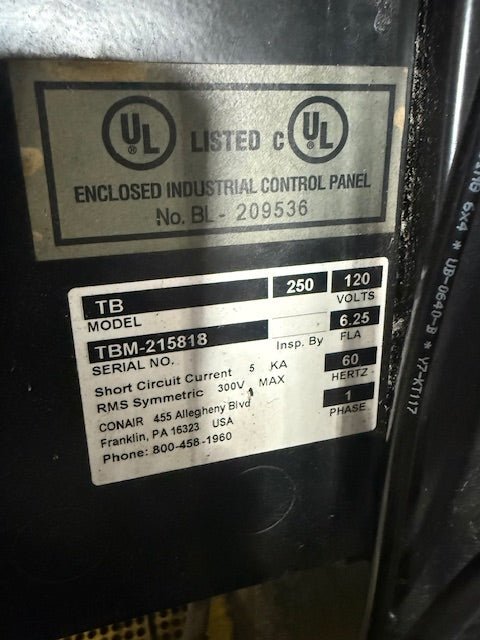 UL LISTED C UL
ENCLOSED INDUSTRIAL CONTROL PANEL
No. BL- 209536
TB 250 120
MODEL VOLTS
TBM-215818 6.25
SERIAL NO. Insp. By FLA
Short Circuit Current 5 KA 60
RMS Symmetric 300V MAX HERTZ
CONAIR 455 Allegheny Blvd 1
Franklin, PA 16323 USA PHASE
Phone: 800-458-1960
6x4 * UB-0640-B * Y7-KT117